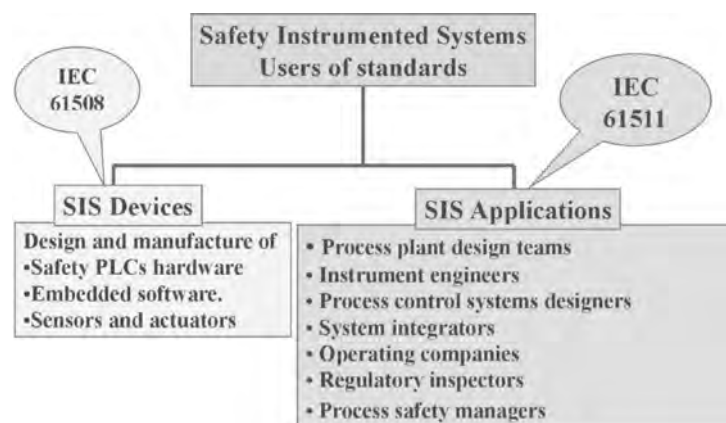 Safety Instrumented Systems
Users of standards
IEC
61508
IEC
61511
SIS Devices
Design and manufacture of
•Safety PLCs hardware
•Embedded software.
•Sensors and actuators
SIS Applications
• Process plant design teams
•Instrument engineers
•Process control systems designers
•System integrators
•Operating companies
•Regulatory inspectors
•Process safety managers